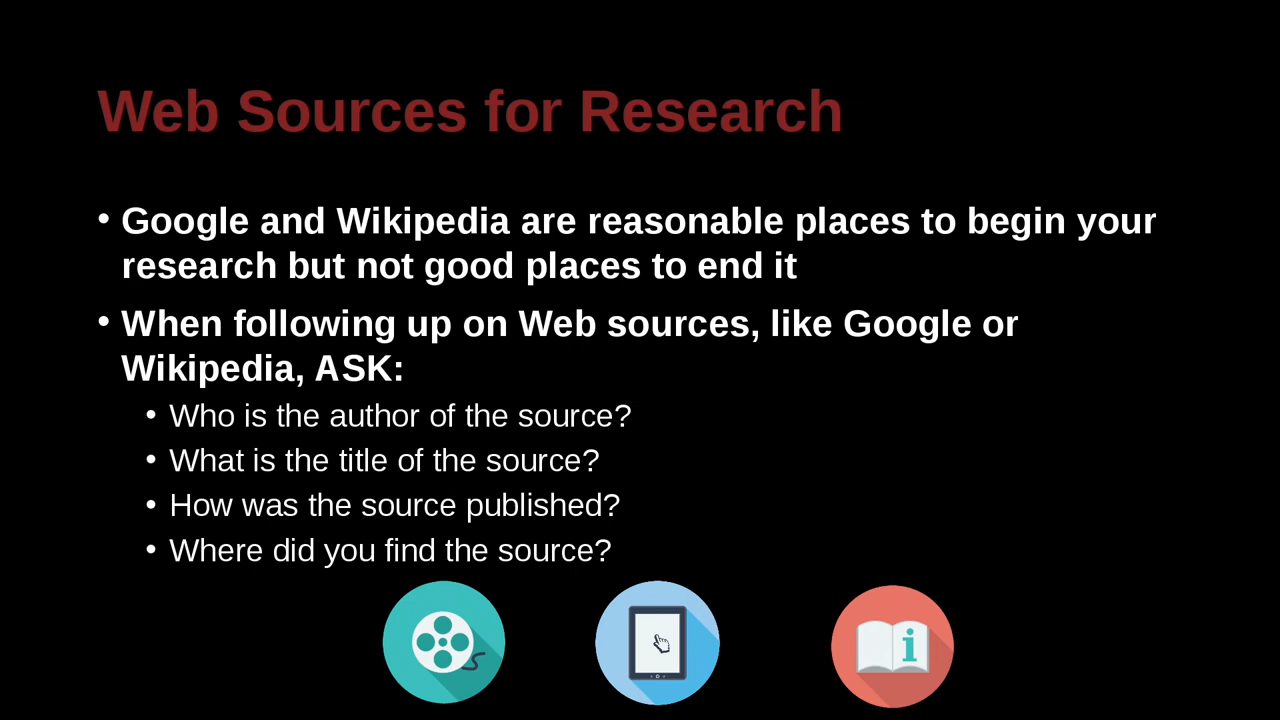 Web Sources for Research
• Google and Wikipedia are reasonable places to begin your
research but not good places to end it
• When following up on Web sources, like Google or
Wikipedia, ASK:
• Who is the author of the source?
• What is the title of the source?
• How was the source published?
• Where did you find the source?
i